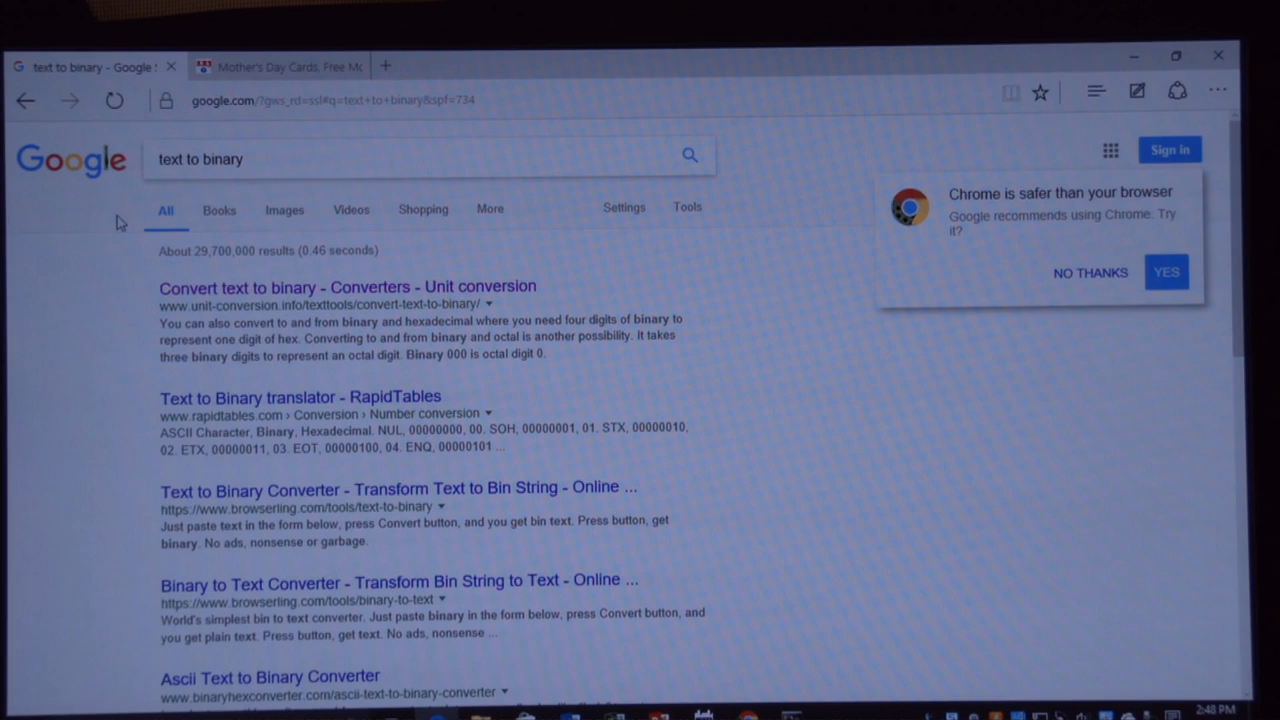 text to binary - Google S
Mother's Day Cards, Free Mo
google.com/?gws_rd=ssl#q=text+to+binary&spf=734
Google
text to binary
Sign in
Chrome is safer than your browser
Google recommends using Chrome. Try
it?
NO THANKS
YES
All
Books
Images
Videos
Shopping
More
Settings
Tools
About 29,700,000 results (0.46 seconds)
Convert text to binary - Converters - Unit conversion
www.unit-conversion.info/texttools/convert-text-to-binary/
You can also convert to and from binary and hexadecimal where you need four digits of binary to
represent one digit of hex. Converting to and from binary and octal is another possibility. It takes
three binary digits to represent an octal digit. Binary 000 is octal digit 0.
Text to Binary translator - RapidTables
www.rapidtables.com › Conversion › Number conversion
ASCII Character, Binary, Hexadecimal. NUL, 00000000, 00. SOH, 00000001, 01. STX, 00000010,
02. ETX, 00000011, 03. EOT, 00000100, 04. ENQ, 00000101 ...
Text to Binary Converter - Transform Text to Bin String - Online ...
https://www.browserling.com/tools/text-to-binary
Just paste text in the form below, press Convert button, and you get bin text. Press button, get
binary. No ads, nonsense or garbage.
Binary to Text Converter - Transform Bin String to Text - Online ...
https://www.browserling.com/tools/binary-to-text
World's simplest bin to text converter. Just paste binary in the form below, press Convert button, and
you get plain text. Press button, get text. No ads, nonsense ...
Ascii Text to Binary Converter
www.binaryhexconverter.com/ascii-text-to-binary-converter
2:48 PM